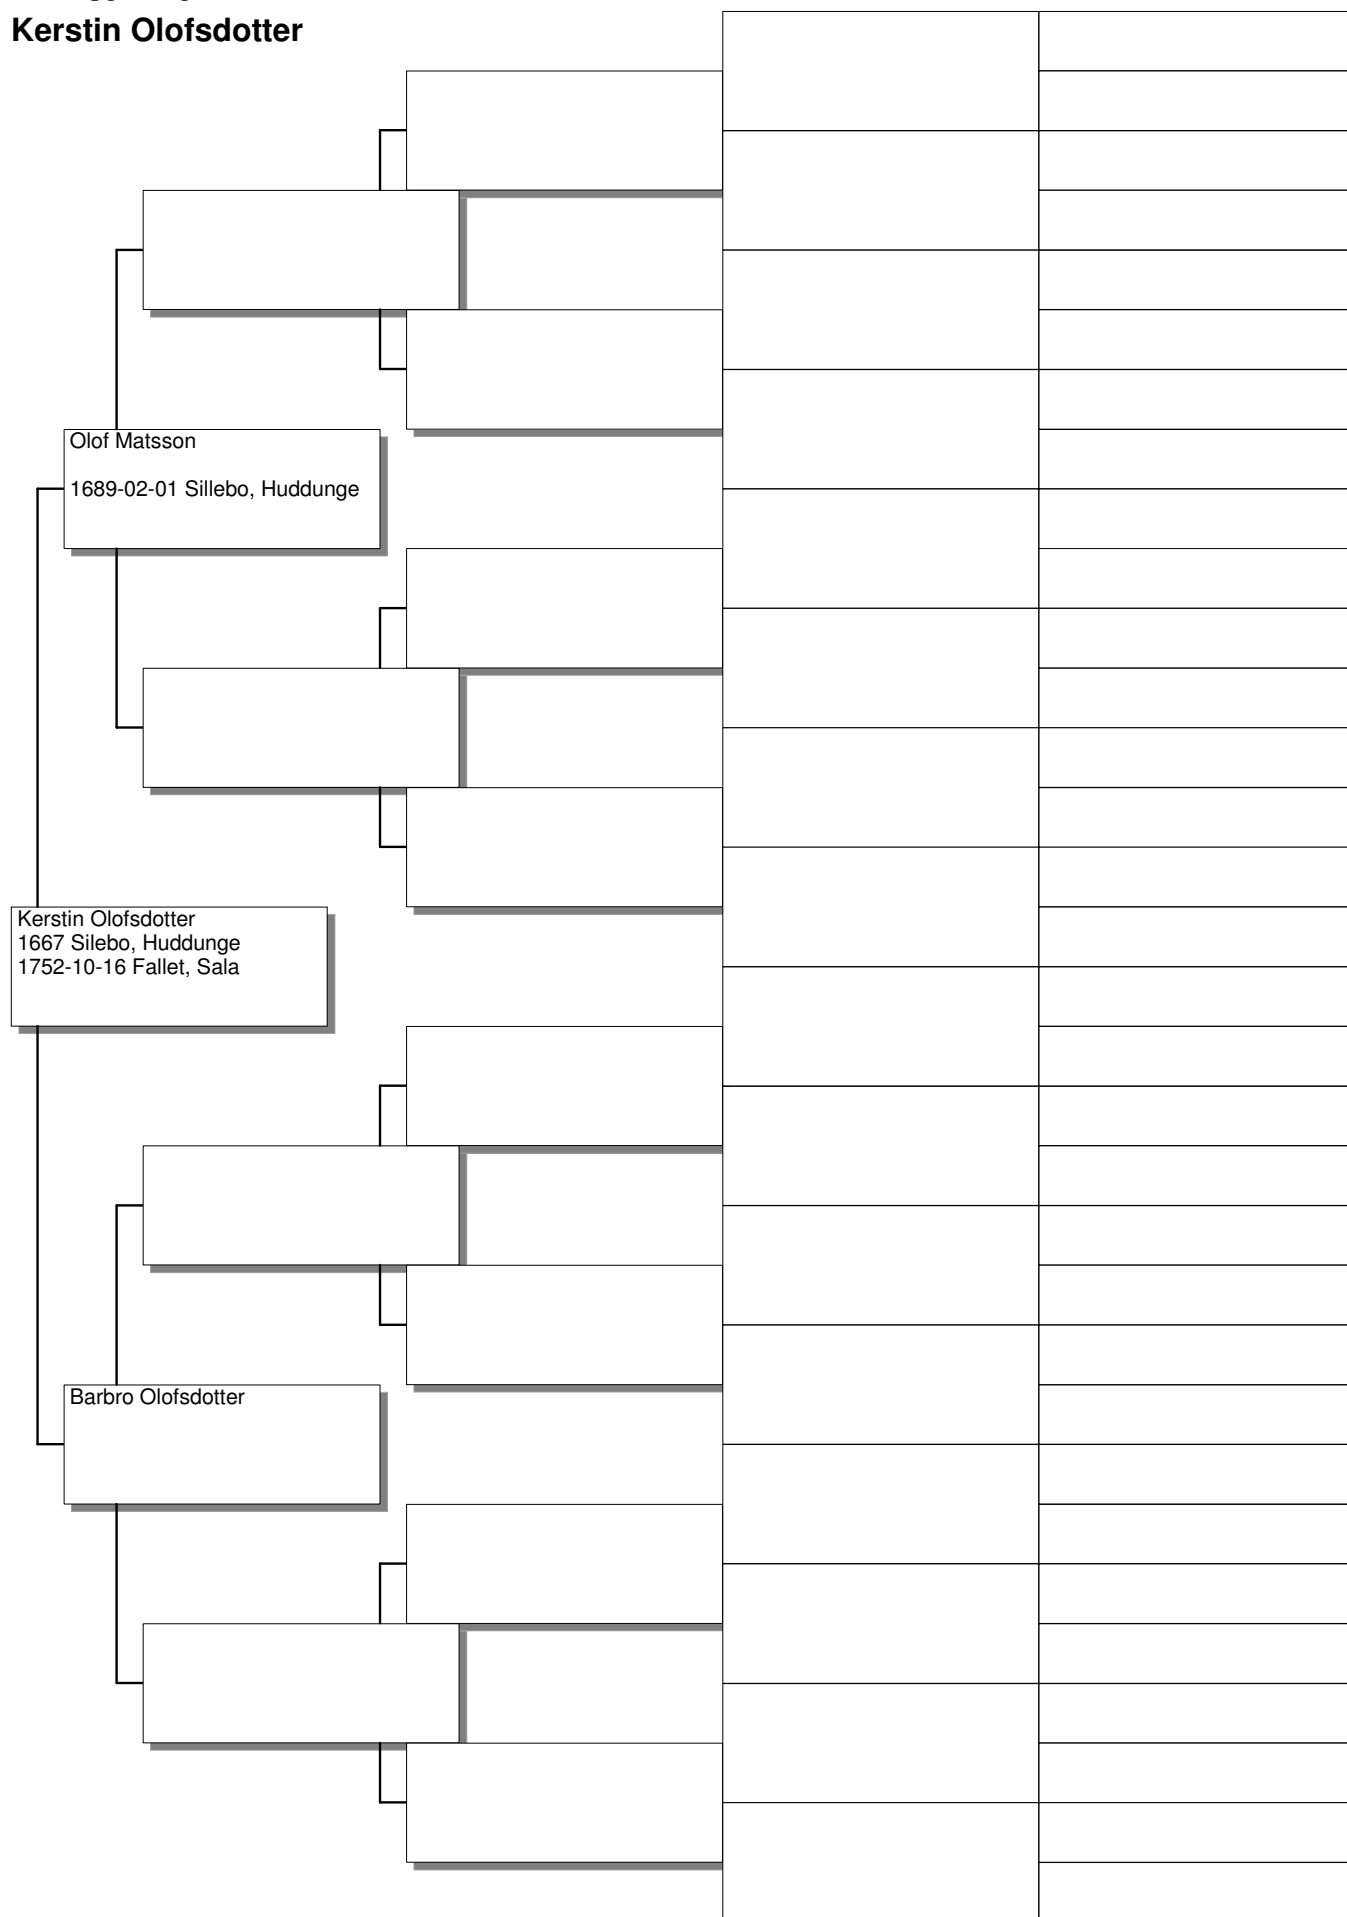 Kerstin Olofsdotter
Olof Matsson
1689-02-01 Sillebo, Huddunge
Kerstin Olofsdotter
1667 Silebo, Huddunge
1752-10-16 Fallet, Sala
Barbro Olofsdotter